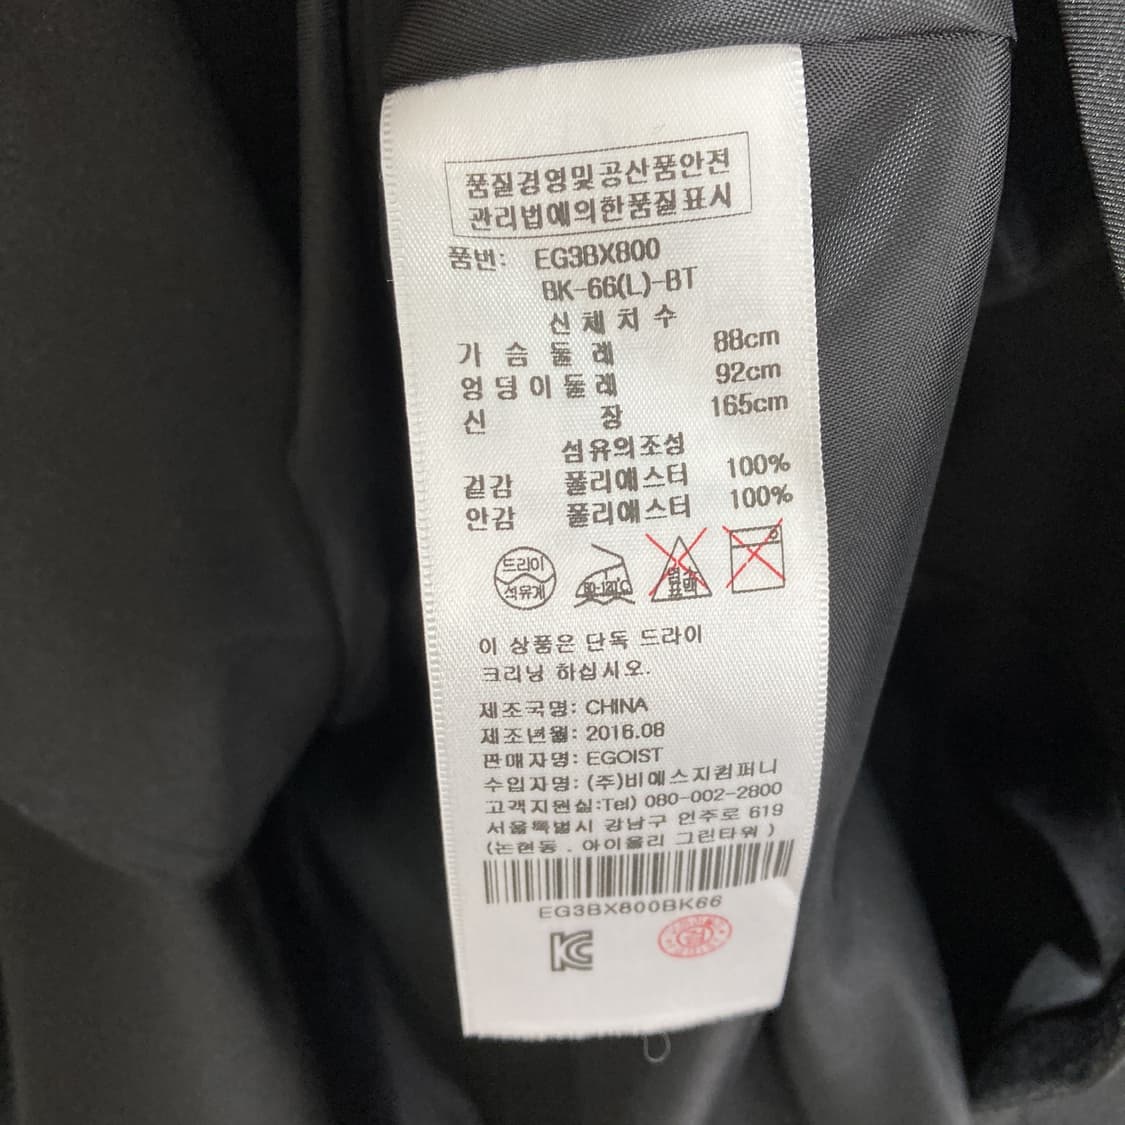 품질경영및공산품안전
관리법에의한품질표시
품번: EG3BX800
BK-66(L)-BT
신체치수
가슴둘레 88cm
엉덩이둘레 92cm
신장 165cm
섬유의조성
겉감 폴리에스터 100%
안감 폴리에스터 100%
드라이
석유계
80-120℃
염소
표백
이 상품은 단독 드라이
크리닝 하십시오.
제조국명: CHINA
제조년월: 2016.08
판매자명: EGOIST
수입자명: (주)비에스지컴퍼니
고객지원실:Tel) 080-002-2800
서울특별시 강남구 언주로 619
(논현동 . 아이올리 그린타워 )
EG3BX800BK66
KC